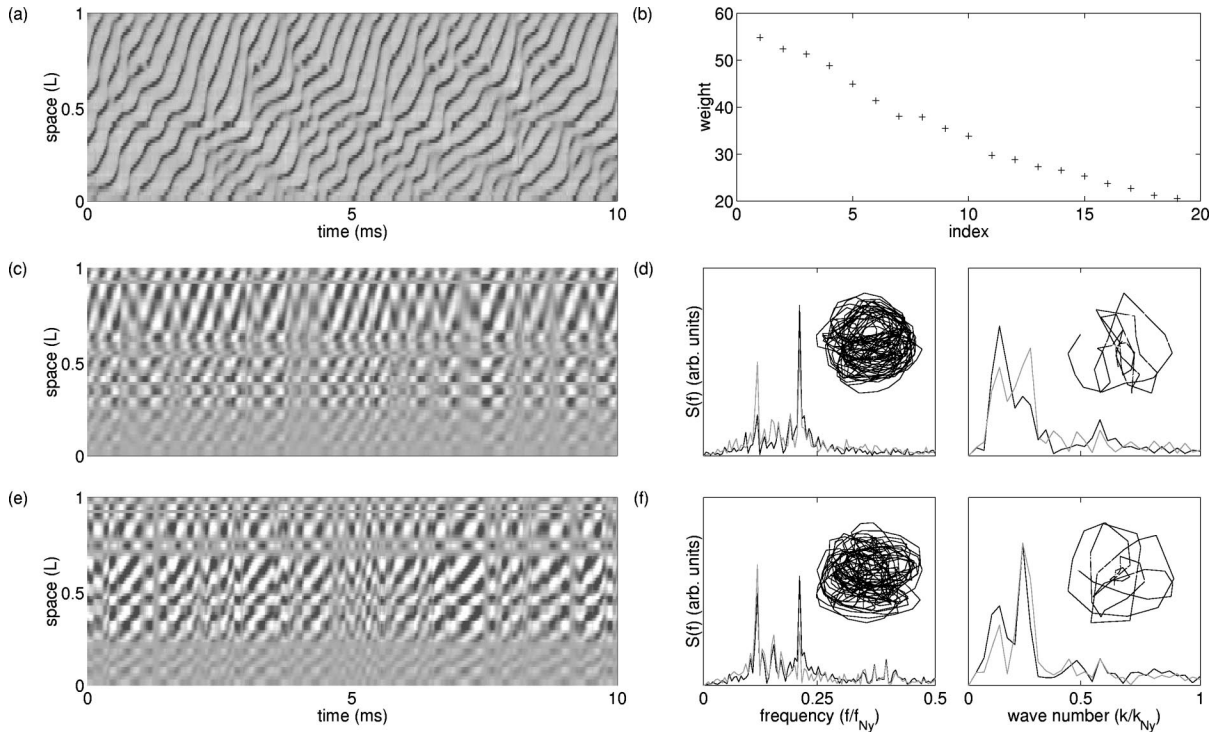 (a)
space (L)
1
0.5
0
0
5
10
time (ms)
(b)
weight
60
50
40
30
20
0
5
10
15
20
index
(c)
space (L)
1
0.5
0
(d)
S(f) (arb. units)
(e)
space (L)
1
0.5
0
0
5
10
time (ms)
(f)
S(f) (arb. units)
0
0.25
0.5
frequency (f/fNy)
0
0.5
1
wave number (k/kNy)